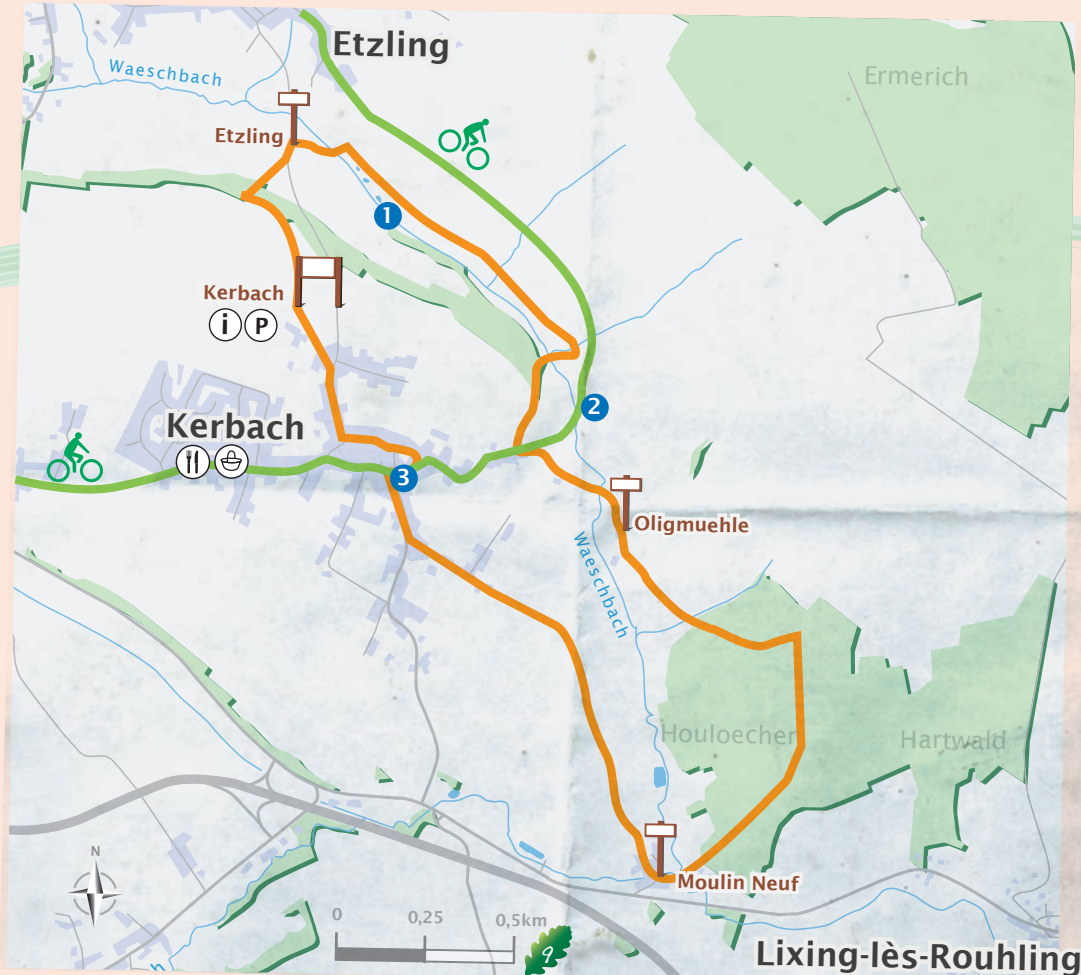 Etzling
Waeschbach
Ermerich
Etzling
1
Kerbach
i P
2
Kerbach
3
Oligmuehle
Waeschbach
Houloecher
Hartwald
Moulin Neuf
N
0 0,25 0,5km
9
Lixing-lès-Rouhling
h